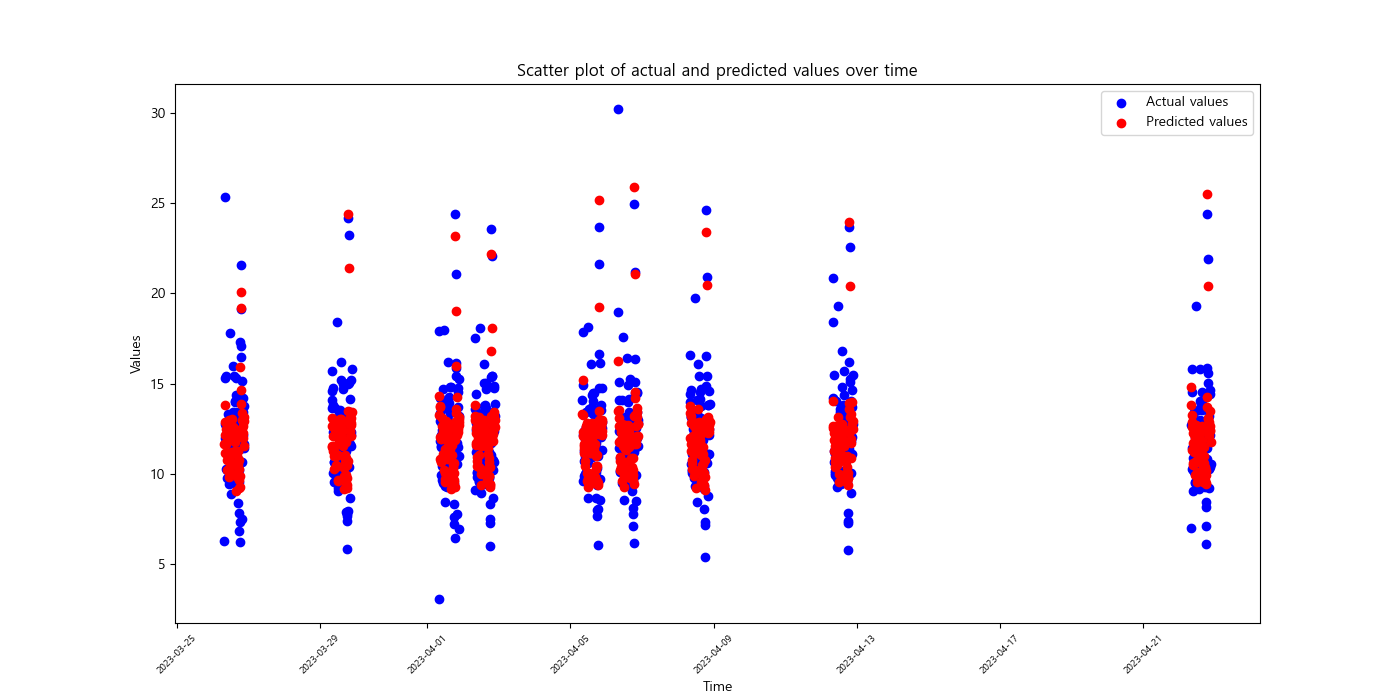 Scatter plot of actual and predicted values over time
Actual values
Predicted values
Values
30
25
20
15
10
5
2023-03-25
2023-03-29
2023-04-01
2023-04-05
2023-04-09
2023-04-13
2023-04-17
2023-04-21
Time